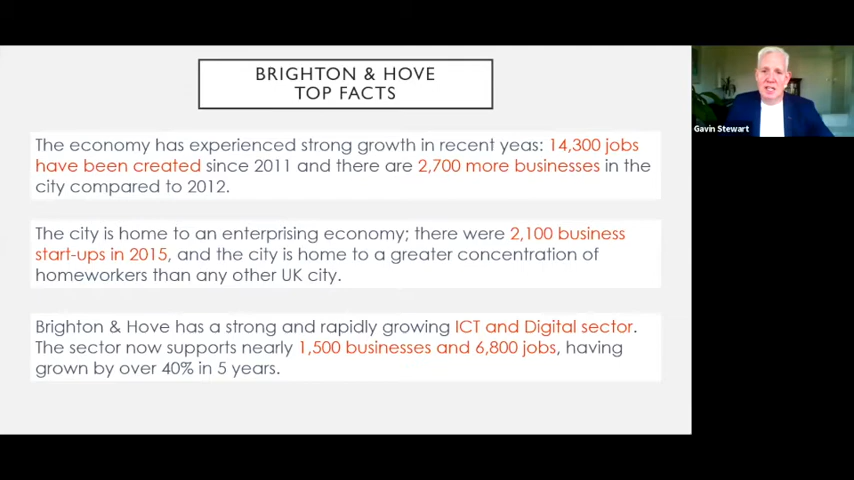 BRIGHTON & HOVE
TOP FACTS
The economy has experienced strong growth in recent yeas: 14,300 jobs
have been created since 2011 and there are 2,700 more businesses in the
city compared to 2012.
The city is home to an enterprising economy; there were 2,100 business
start-ups in 2015, and the city is home to a greater concentration of
homeworkers than any other UK city.
Brighton & Hove has a strong and rapidly growing ICT and Digital sector.
The sector now supports nearly 1,500 businesses and 6,800 jobs, having
grown by over 40% in 5 years.
Gavin Stewart